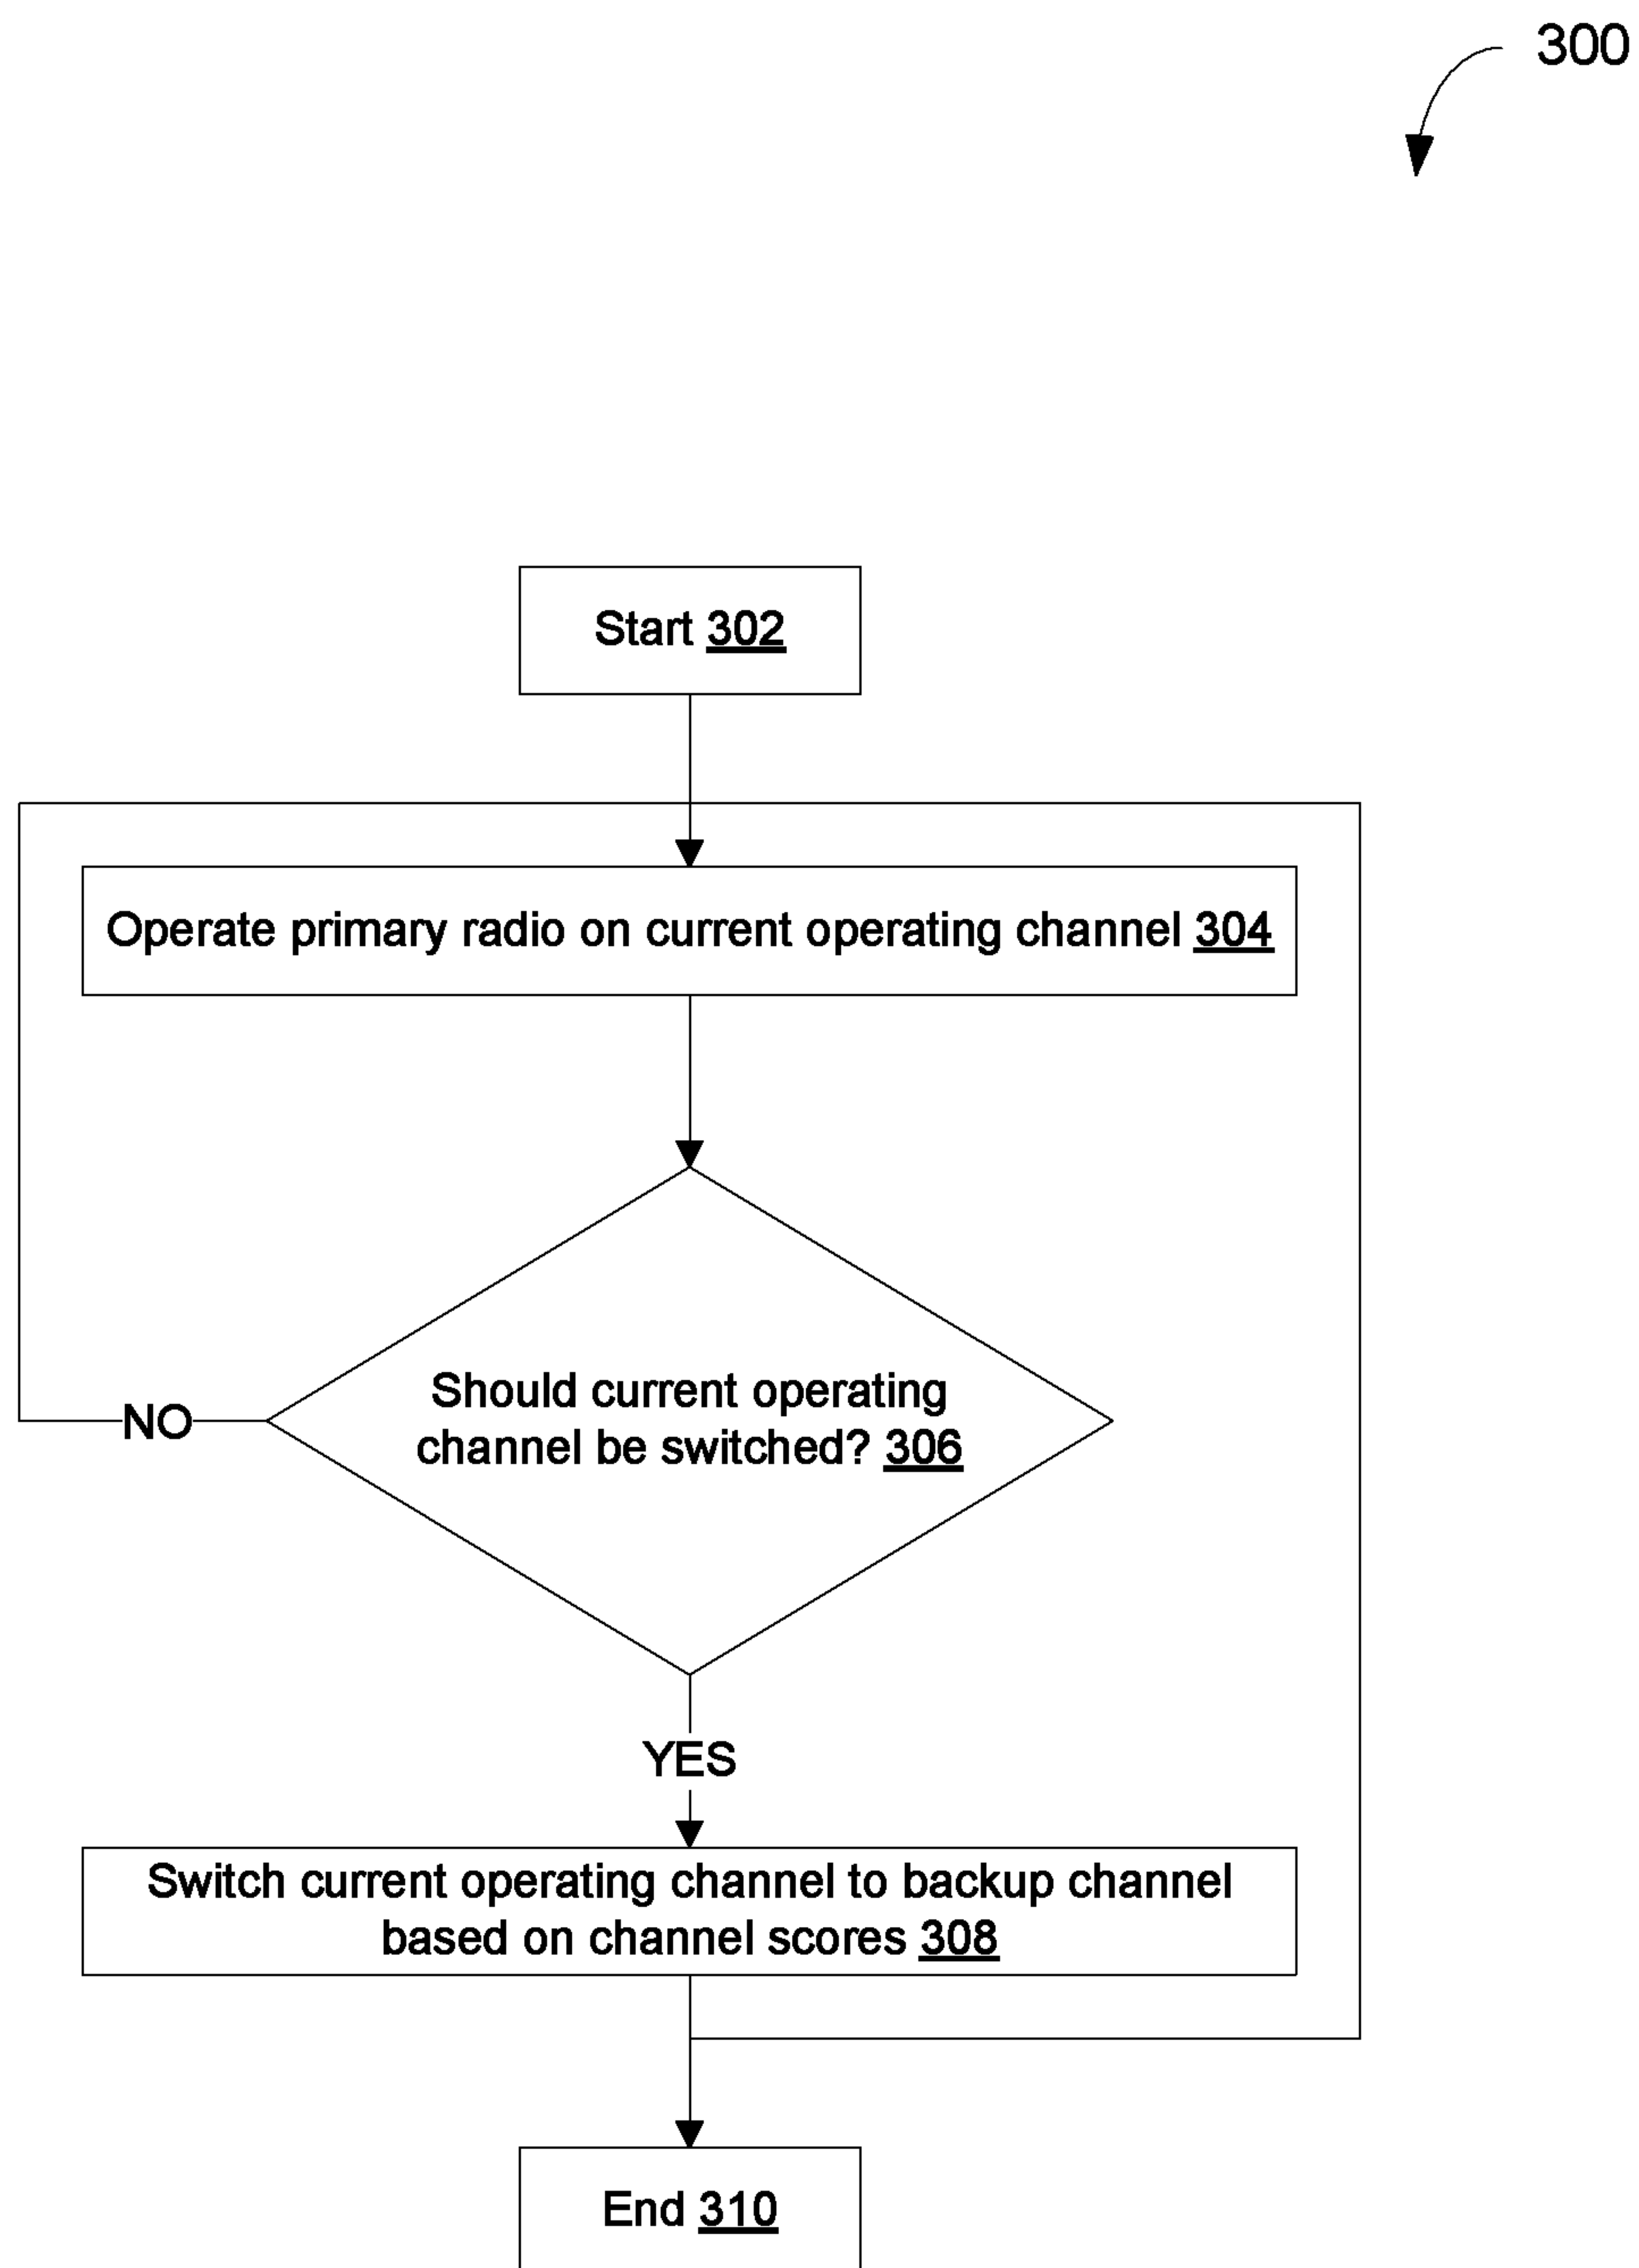 300
Start 302
Operate primary radio on current operating channel 304
Should current operating
channel be switched? 306
NO
YES
Switch current operating channel to backup channel
based on channel scores 308
End 310